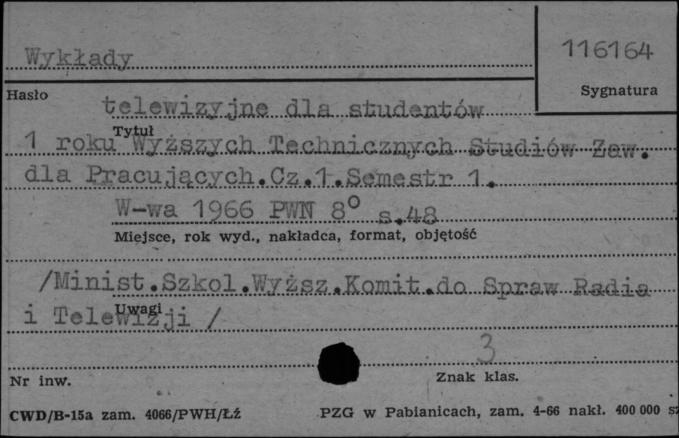 Wykłady
116164
Hasło
Sygnatura
telewizyjne dla studentów
Tytuł
1 roku Wyższych Technicznych Studiów Zaw.
dla Pracujących.Cz.1.Semestr 1.
W-wa 1966 PWN 8° s.48
Miejsce, rok wyd., nakładca, format, objętość
/Minist.Szkol.Wyższ.Komit.do Spraw Radia
Uwagi
i Telewizji /
3
Nr inw.
Znak klas.
CWD/B-15a zam. 4066/PWH/Łź
PZG w Pabianicach, zam. 4-66 nakł. 400 000